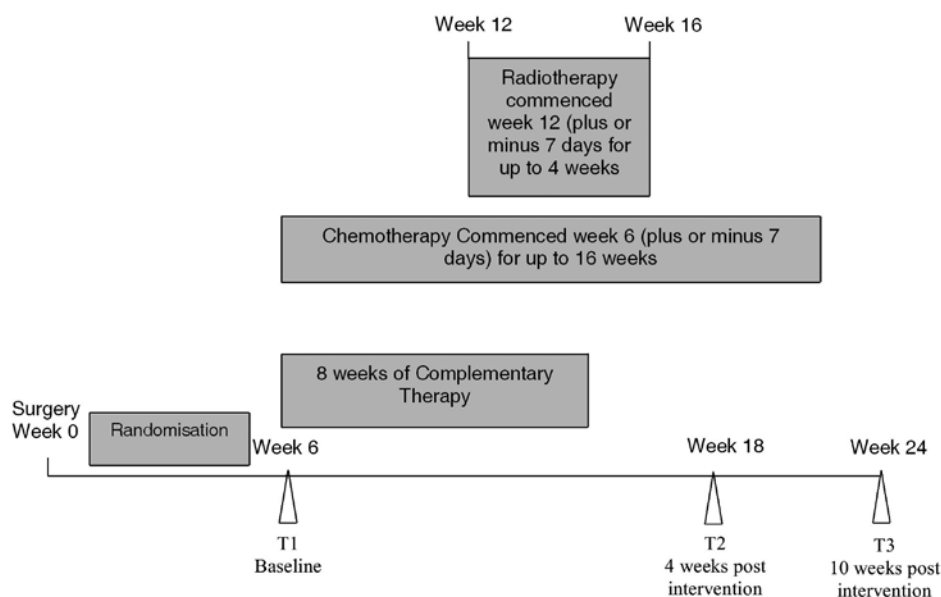 Week 12
Week 16
Radiotherapy
commenced
week 12 (plus or
minus 7 days for
up to 4 weeks
Chemotherapy Commenced week 6 (plus or minus 7
days) for up to 16 weeks
8 weeks of Complementary
Therapy
Surgery
Week 0
Randomisation
Week 6
Week 18
Week 24
T1
Baseline
T2
4 weeks post
intervention
T3
10 weeks post
intervention